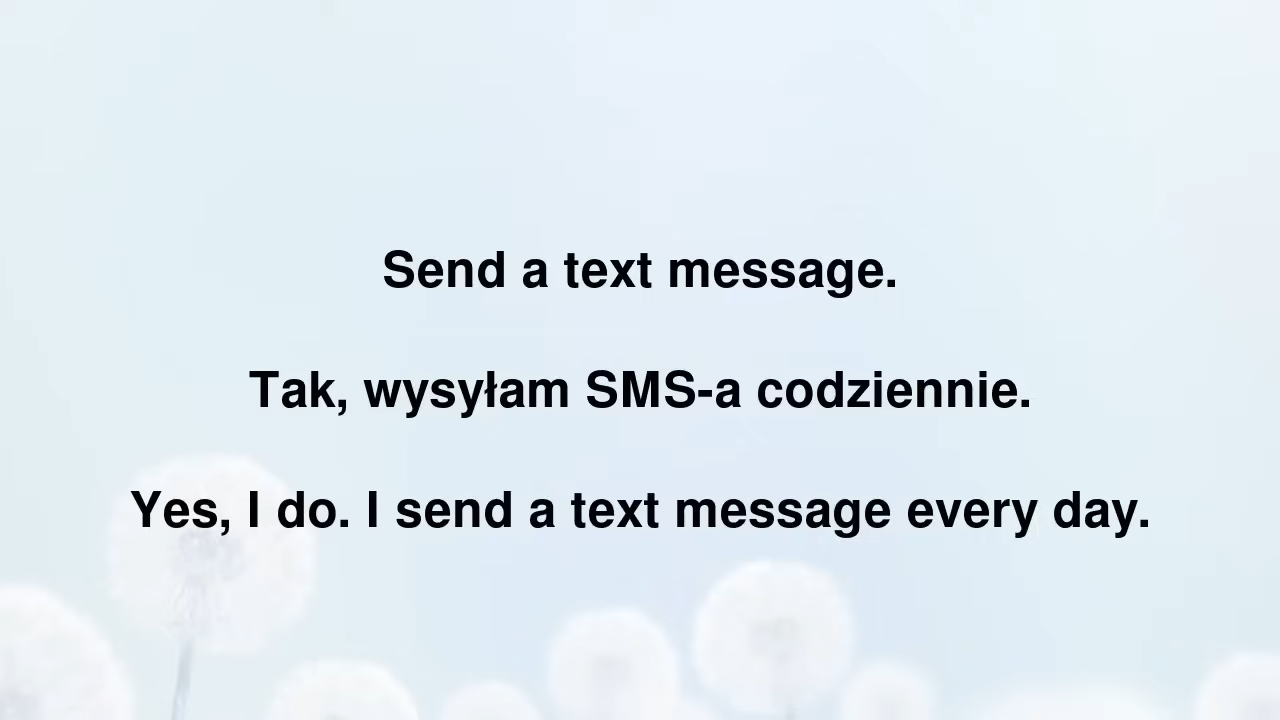 Send a text message.
Tak, wysyłam SMS-a codziennie.
Yes, I do. I send a text message every day.